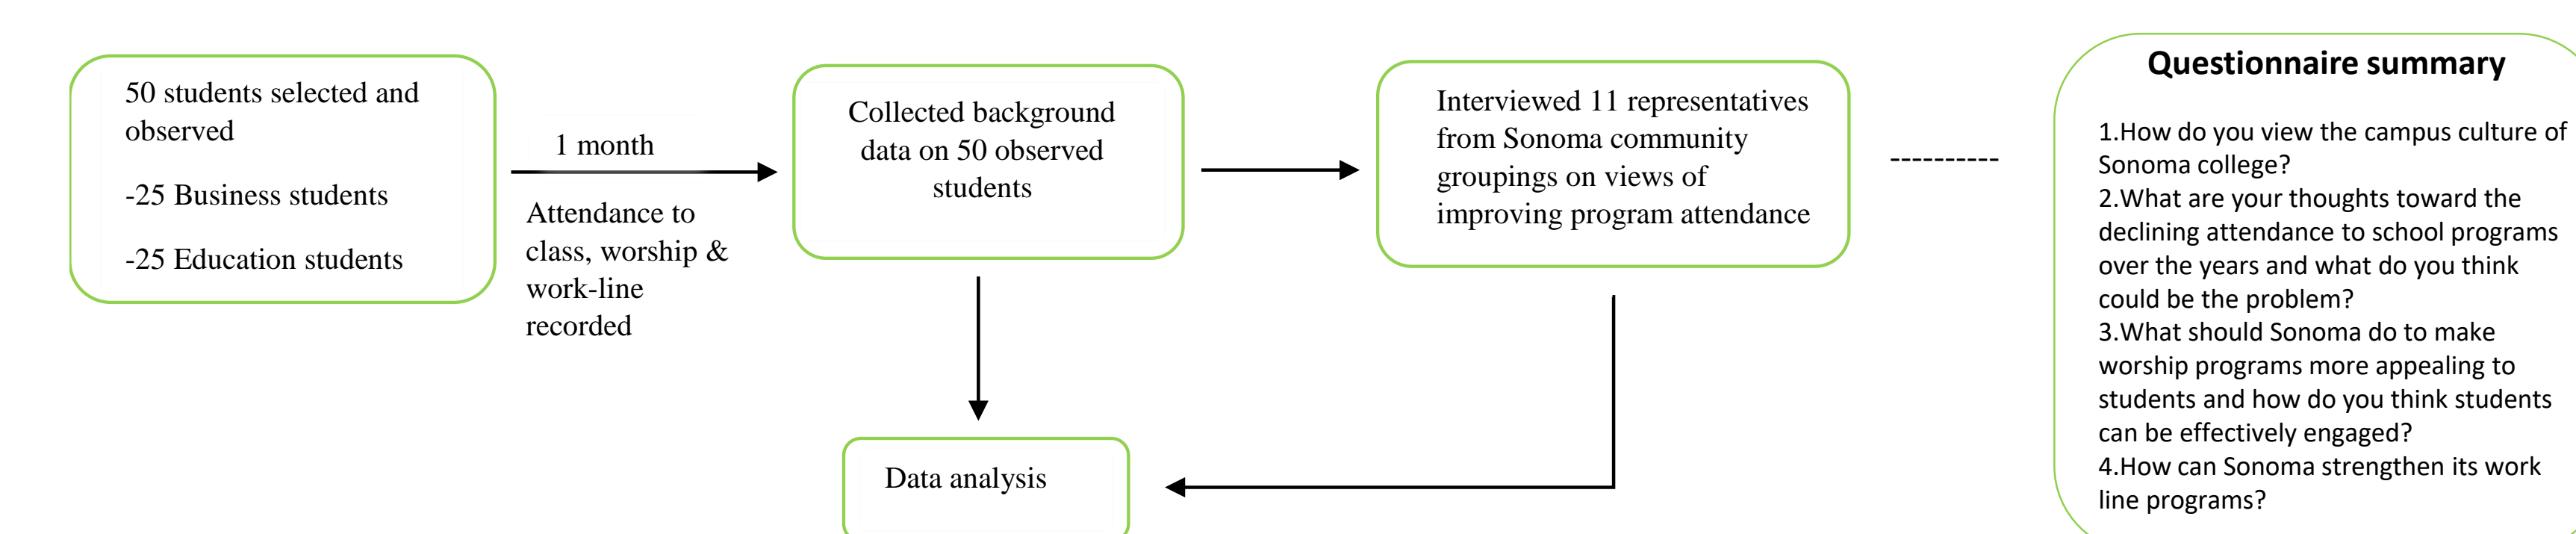 50 students selected and
observed
-25 Business students
-25 Education students
1 month
Attendance to
class, worship &
work-line
recorded
Collected background
data on 50 observed
students
Interviewed 11 representatives
from Sonoma community
groupings on views of
improving program attendance
----------
Data analysis
Questionnaire summary
1.How do you view the campus culture of
Sonoma college?
2.What are your thoughts toward the
declining attendance to school programs
over the years and what do you think
could be the problem?
3.What should Sonoma do to make
worship programs more appealing to
students and how do you think students
can be effectively engaged?
4.How can Sonoma strengthen its work
line programs?